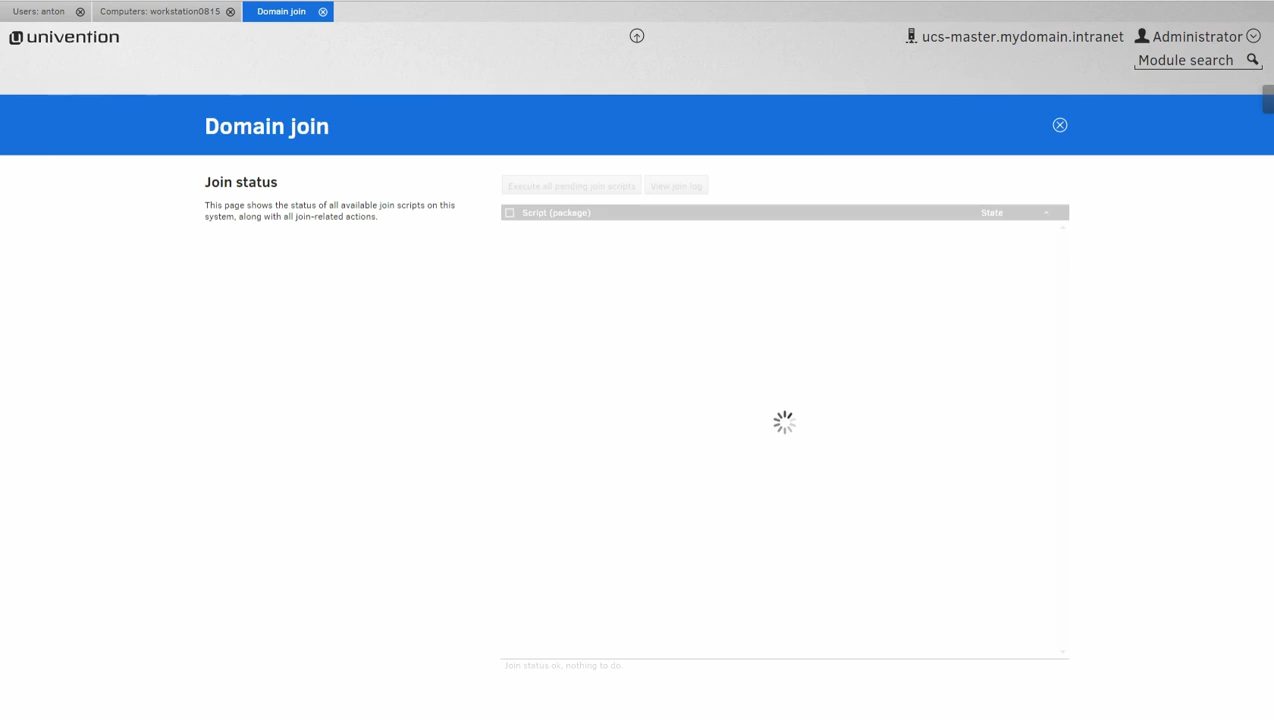 Users: anton
Computers: workstation0815
Domain join
univention
ucs-master.mydomain.intranet
Administrator
Module search
Domain join
Join status
This page shows the status of all available join scripts on this
system, along with all join-related actions.
Execute all pending join scripts
View join log
Script (package)
State
Join status ok, nothing to do.